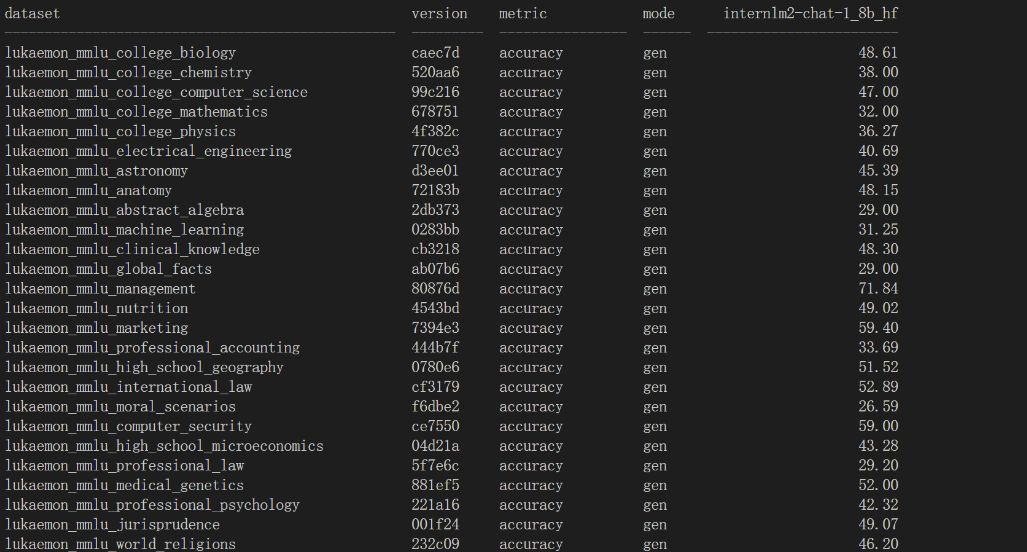 dataset version metric mode internlm2-chat-1_8b_hf
---------------------------------------------- --------- ---------------- ------ ------------------------
lukaemon_mmlu_college_biology caec7d accuracy gen 48.61
lukaemon_mmlu_college_chemistry 520aa6 accuracy gen 38.00
lukaemon_mmlu_college_computer_science 99c216 accuracy gen 47.00
lukaemon_mmlu_college_mathematics 678751 accuracy gen 32.00
lukaemon_mmlu_college_physics 4f382c accuracy gen 36.27
lukaemon_mmlu_electrical_engineering 770ce3 accuracy gen 40.69
lukaemon_mmlu_astronomy d3ee01 accuracy gen 45.39
lukaemon_mmlu_anatomy 72183b accuracy gen 48.15
lukaemon_mmlu_abstract_algebra 2db373 accuracy gen 29.00
lukaemon_mmlu_machine_learning 0283bb accuracy gen 31.25
lukaemon_mmlu_clinical_knowledge cb3218 accuracy gen 48.30
lukaemon_mmlu_global_facts ab07b6 accuracy gen 29.00
lukaemon_mmlu_management 80876d accuracy gen 71.84
lukaemon_mmlu_nutrition 4543bd accuracy gen 49.02
lukaemon_mmlu_marketing 7394e3 accuracy gen 59.40
lukaemon_mmlu_professional_accounting 444b7f accuracy gen 33.69
lukaemon_mmlu_high_school_geography 0780e6 accuracy gen 51.52
lukaemon_mmlu_international_law cf3179 accuracy gen 52.89
lukaemon_mmlu_moral_scenarios f6dbe2 accuracy gen 26.59
lukaemon_mmlu_computer_security ce7550 accuracy gen 59.00
lukaemon_mmlu_high_school_microeconomics 04d21a accuracy gen 43.28
lukaemon_mmlu_professional_law 5f7e6c accuracy gen 29.20
lukaemon_mmlu_medical_genetics 881ef5 accuracy gen 52.00
lukaemon_mmlu_professional_psychology 221a16 accuracy gen 42.32
lukaemon_mmlu_jurisprudence 001f24 accuracy gen 49.07
lukaemon_mmlu_world_religions 232c09 accuracy gen 46.20